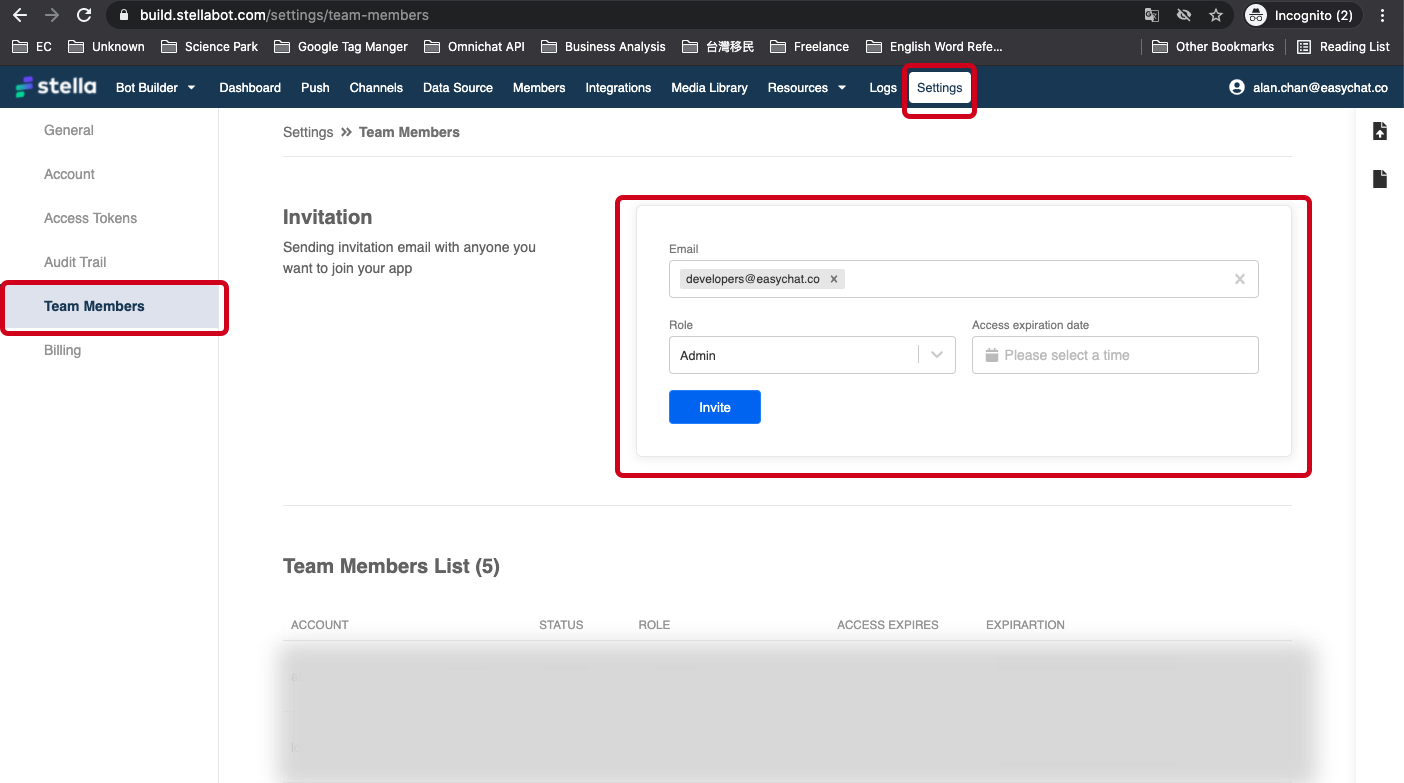 build.stellabot.com/settings/team-members
Incognito (2)
EC
Unknown
Science Park
Google Tag Manger
Omnichat API
Business Analysis
台灣移民
Freelance
English Word Refe...
Other Bookmarks
Reading List
stella
Bot Builder
Dashboard
Push
Channels
Data Source
Members
Integrations
Media Library
Resources
Logs
Settings
alan.chan@easychat.co
General
Account
Access Tokens
Audit Trail
Team Members
Billing
Settings » Team Members
Invitation
Sending invitation email with anyone you
want to join your app
Email
developers@easychat.co
Role
Access expiration date
Admin
Please select a time
Invite
Team Members List (5)
ACCOUNT
STATUS
ROLE
ACCESS EXPIRES
EXPIRARTION